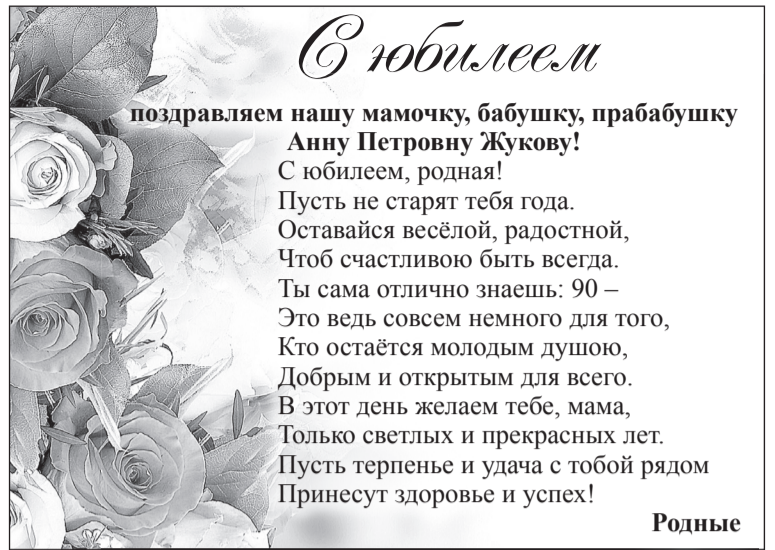 С юбилеем
поздравляем нашу мамочку, бабушку, прабабушку
Анну Петровну Жукову!
С юбилеем, родная!
Пусть не старят тебя года.
Оставайся весёлой, радостной,
Чтоб счастливою быть всегда.
Ты сама отлично знаешь: 90 –
Это ведь совсем немного для того,
Кто остаётся молодым душою,
Добрым и открытым для всего.
В этот день желаем тебе, мама,
Только светлых и прекрасных лет.
Пусть терпенье и удача с тобой рядом
Принесут здоровье и успех!
Родные